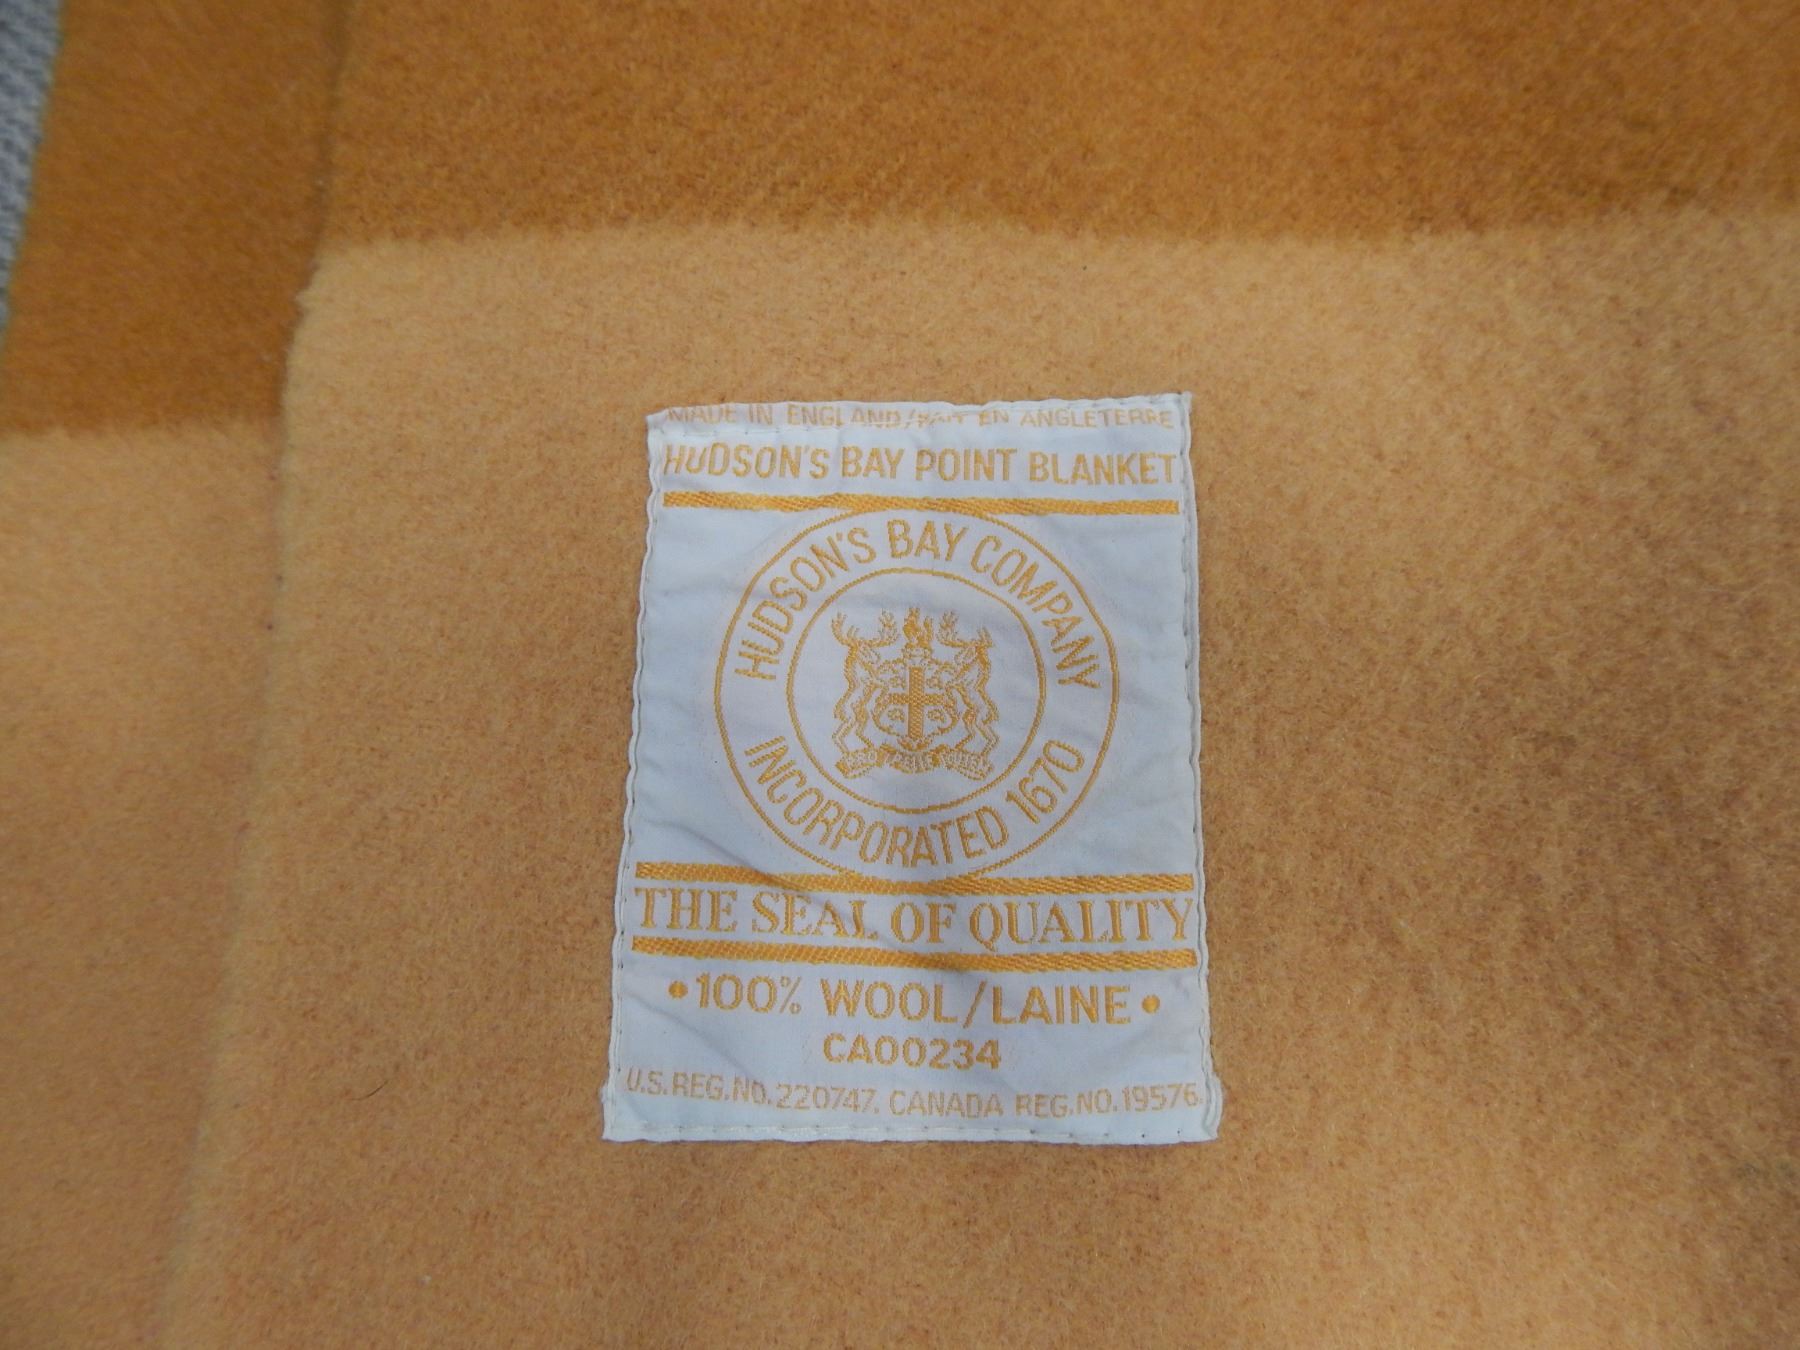 MADE IN ENGLAND/FAIT EN ANGLETERRE
HUDSON'S BAY POINT BLANKET
HUDSON'S BAY COMPANY
INCORPORATED 1670
THE SEAL OF QUALITY
•100% WOOL/LAINE•
CA00234
U.S.REG.NO.220747. CANADA REG.NO.19576.